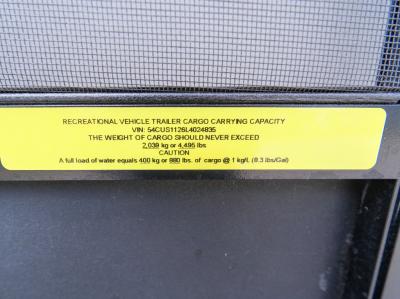 RECREATIONAL VEHICLE TRAILER CARGO CARRYING CAPACITY
VIN: 54CUS1126L4024835
THE WEIGHT OF CARGO SHOULD NEVER EXCEED
2,039 kg or 4,495 lbs
CAUTION
A full load of water equals 400 kg or 880 lbs. of cargo @ 1 kg/L (8.3 lbs/Gal)